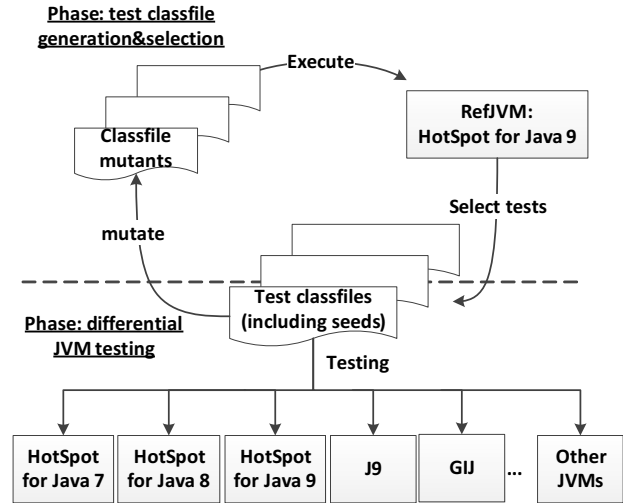 Phase: test classfile
generation&selection
Execute
Classfile
mutants
RefJVM:
HotSpot for Java 9
mutate
Select tests
Test classfiles
(including seeds)
Phase: differential
JVM testing
Testing
HotSpot
for Java 7
HotSpot
for Java 8
HotSpot
for Java 9
J9
GIJ
...
Other
JVMs